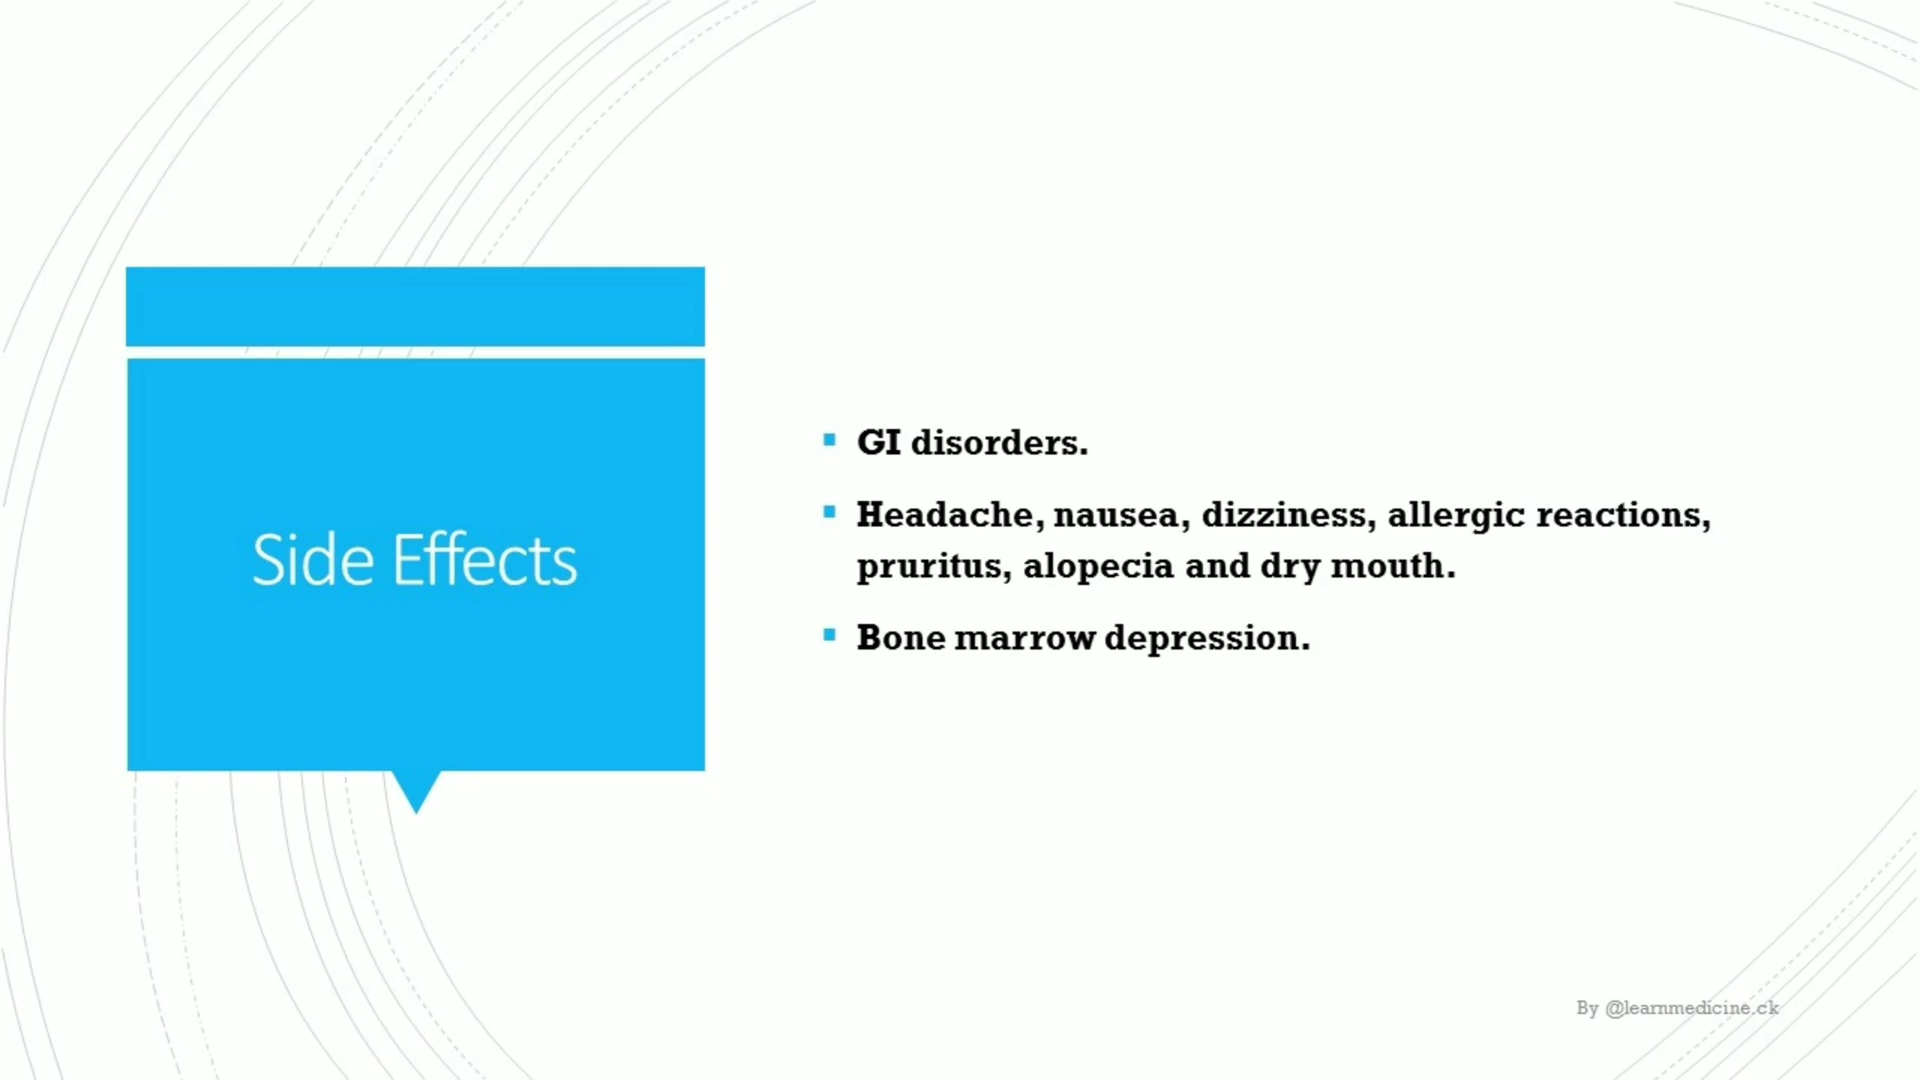 Side Effects
GI disorders.
Headache, nausea, dizziness, allergic reactions,
pruritus, alopecia and dry mouth.
Bone marrow depression.
By @learnmedicine.ck